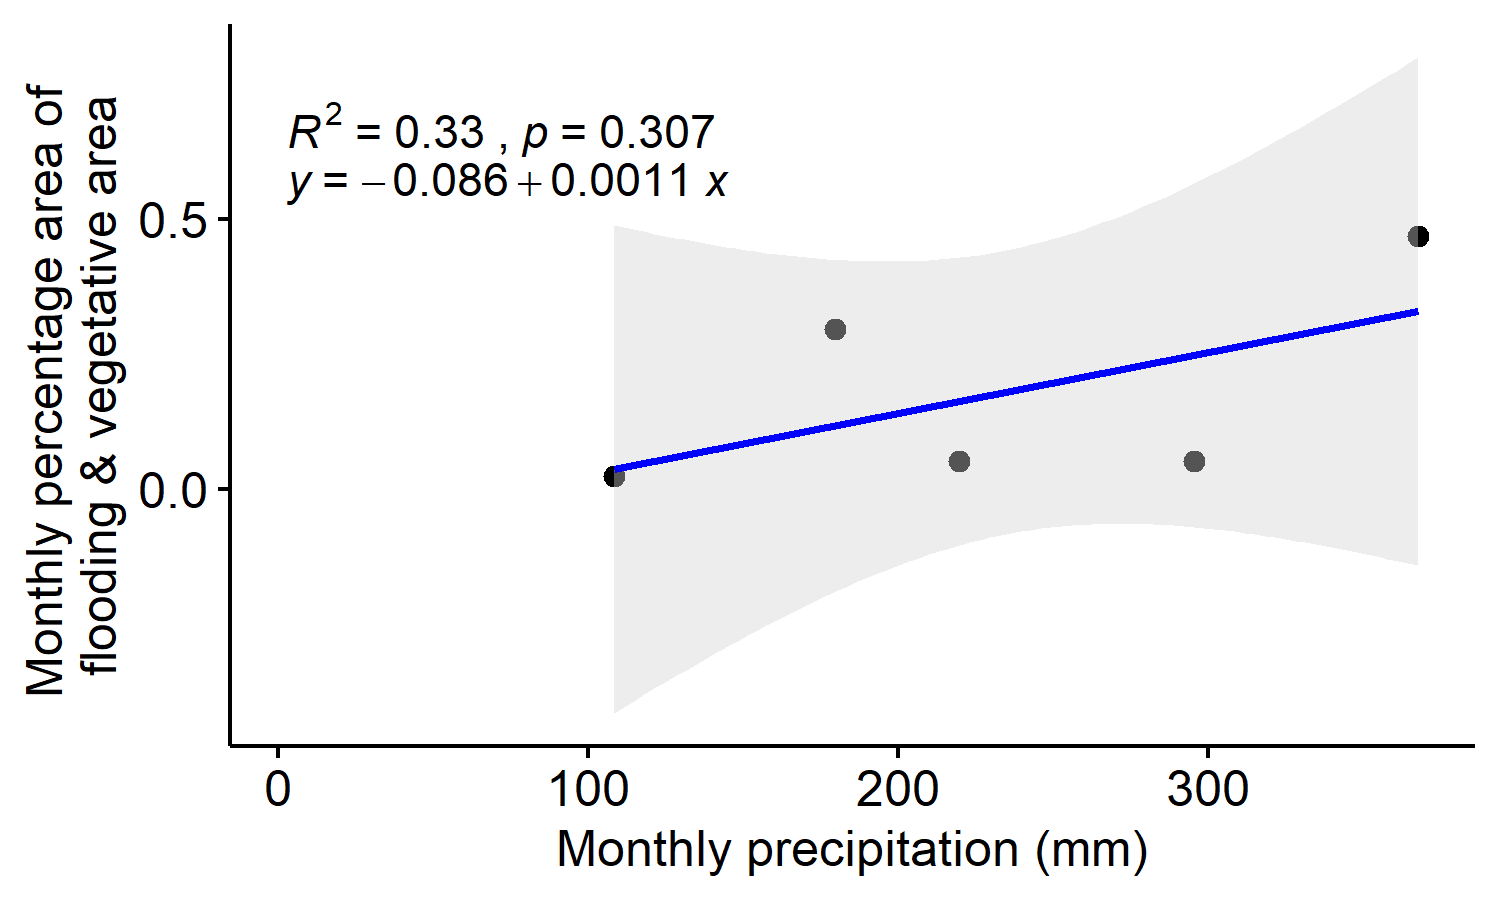 Monthly percentage area of
flooding & vegetative area
R² = 0.33 , p = 0.307
y = −0.086 + 0.0011 x
0.5
0.0
0 100 200 300
Monthly precipitation (mm)